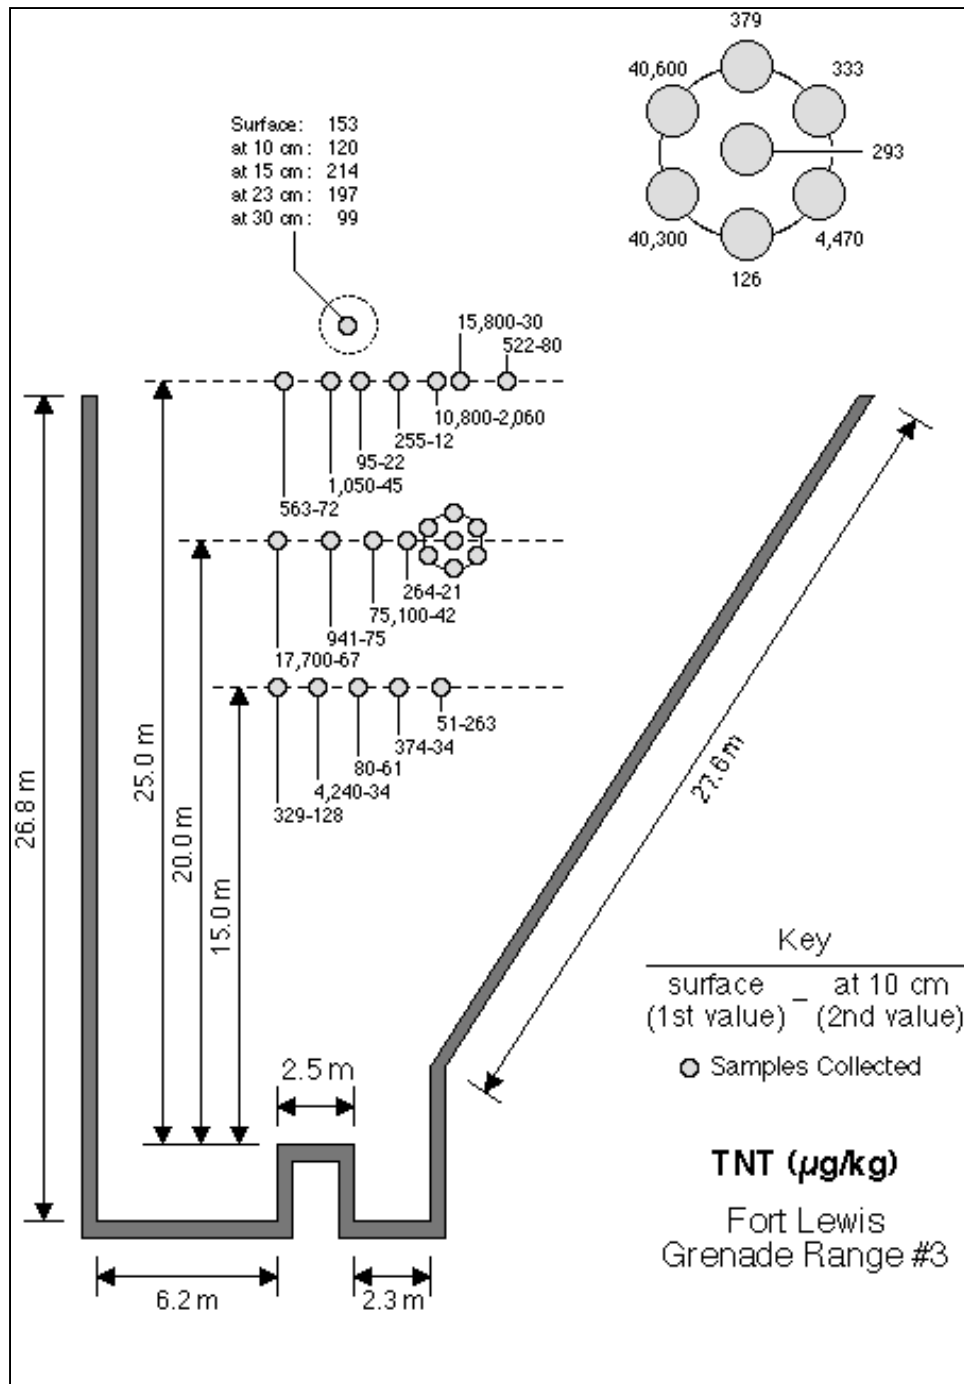 379
40,600
333
293
40,300
4,470
126
Surface: 153
at 10 cm: 120
at 15 cm: 214
at 23 cm: 197
at 30 cm: 99
15,800-30
522-80
10,800-2,060
255-12
95-22
1,050-45
563-72
264-21
75,100-42
941-75
17,700-67
51-263
374-34
80-61
4,240-34
329-128
26.8 m
25.0 m
20.0 m
15.0 m
27.6 m
2.5 m
6.2 m
2.3 m
Key
surface – at 10 cm
(1st value) (2nd value)
Samples Collected
TNT (µg/kg)
Fort Lewis
Grenade Range #3